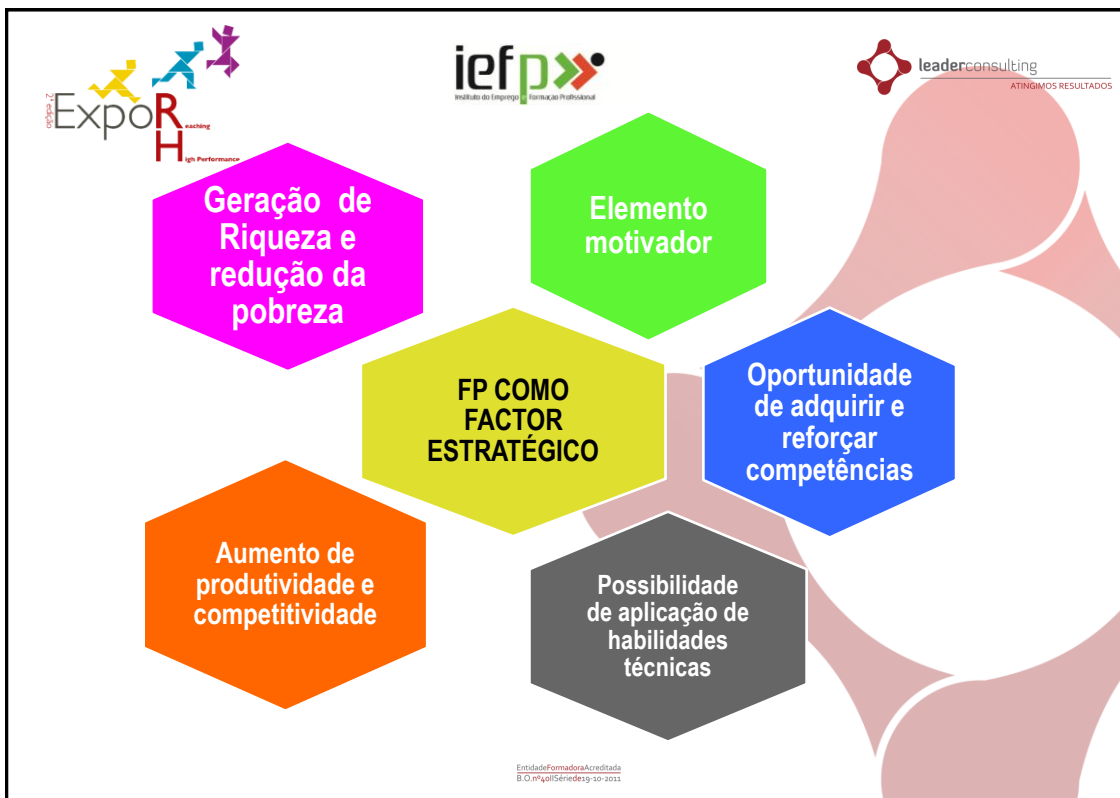 2ª edição
ExpoRH
Reaching
High Performance
iefp
Instituto do Emprego e Formação Profissional
leaderconsulting
ATINGIMOS RESULTADOS
Geração de
Riqueza e
redução da
pobreza
Elemento
motivador
FP COMO
FACTOR
ESTRATÉGICO
Oportunidade
de adquirir e
reforçar
competências
Aumento de
produtividade e
competitividade
Possibilidade
de aplicação de
habilidades
técnicas
EntidadeFormadoraAcreditada
B.O.nº40IISériede19-10-2011